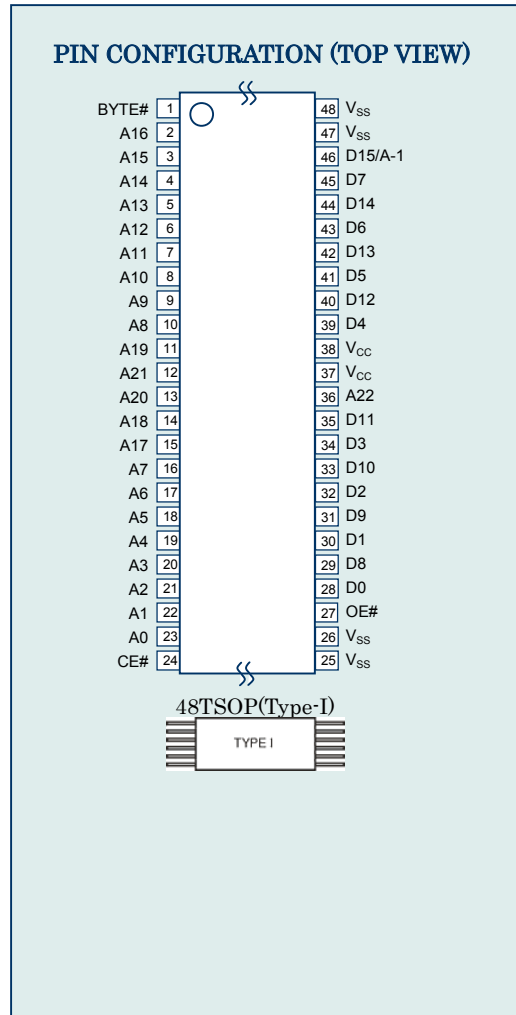 PIN CONFIGURATION (TOP VIEW)
BYTE# 1 48 VSS
A16 2 47 VSS
A15 3 46 D15/A-1
A14 4 45 D7
A13 5 44 D14
A12 6 43 D6
A11 7 42 D13
A10 8 41 D5
A9 9 40 D12
A8 10 39 D4
A19 11 38 VCC
A21 12 37 VCC
A20 13 36 A22
A18 14 35 D11
A17 15 34 D3
A7 16 33 D10
A6 17 32 D2
A5 18 31 D9
A4 19 30 D1
A3 20 29 D8
A2 21 28 D0
A1 22 27 OE#
A0 23 26 VSS
CE# 24 25 VSS
48TSOP(Type-I)
TYPE I